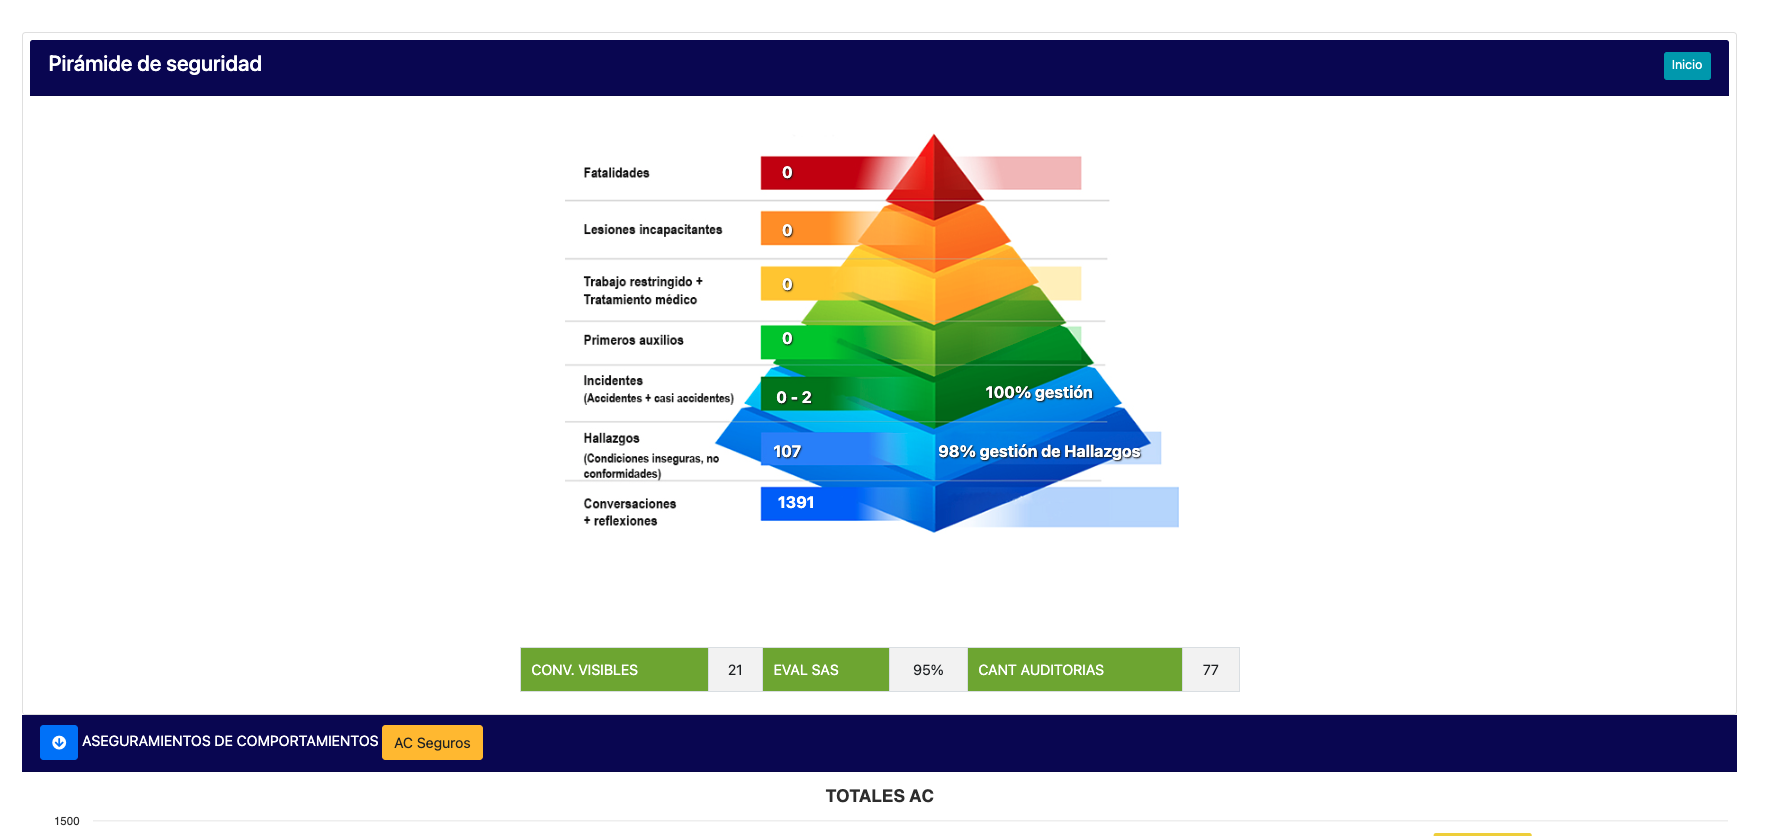 Pirámide de seguridad
Inicio
Fatalidades
0
Lesiones incapacitantes
0
Trabajo restringido +
Tratamiento médico
0
Primeros auxilios
0
Incidentes
(Accidentes + casi accidentes)
0 - 2
100% gestión
Hallazgos
(Condiciones inseguras, no
conformidades)
107
98% gestión de Hallazgos
Conversaciones
+ reflexiones
1391
CONV. VISIBLES 21 EVAL SAS 95% CANT AUDITORIAS 77
ASEGURAMIENTOS DE COMPORTAMIENTOS AC Seguros
TOTALES AC
1500